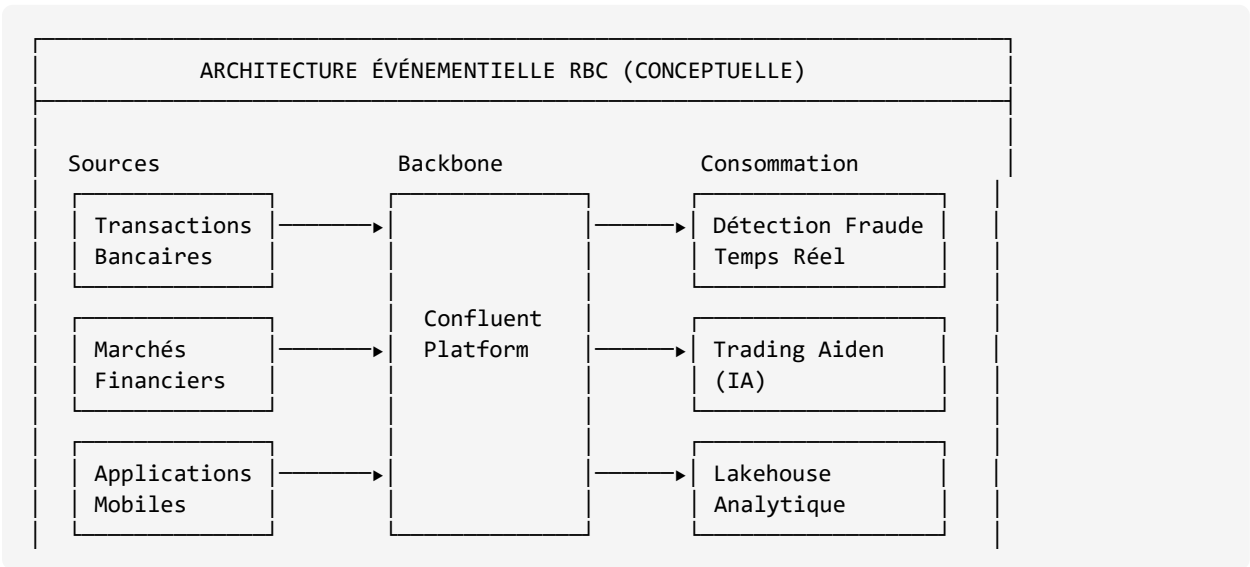 ARCHITECTURE ÉVÉNEMENTIELLE RBC (CONCEPTUELLE)
Sources Backbone Consommation
Transactions Détection Fraude
Bancaires Temps Réel
Confluent
Marchés Platform Trading Aiden
Financiers (IA)
Applications Lakehouse
Mobiles Analytique